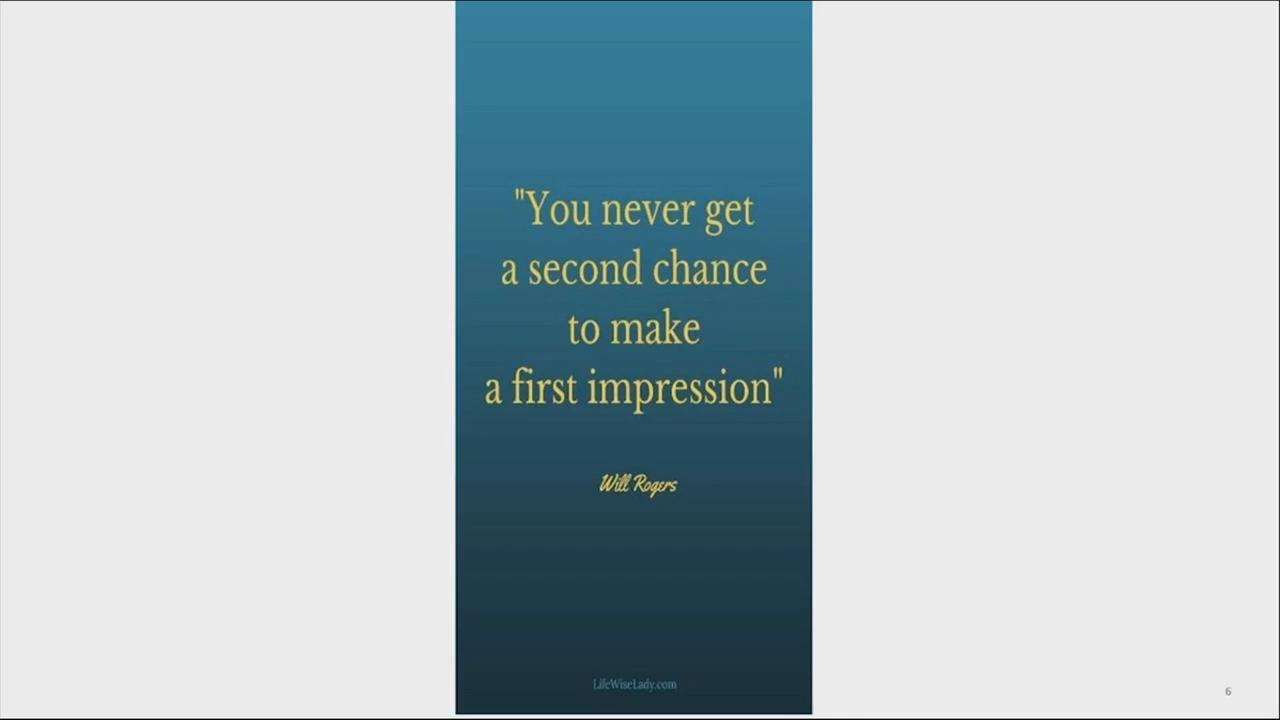 "You never get
a second chance
to make
a first impression"
Will Rogers
LifeWiseLady.com
6